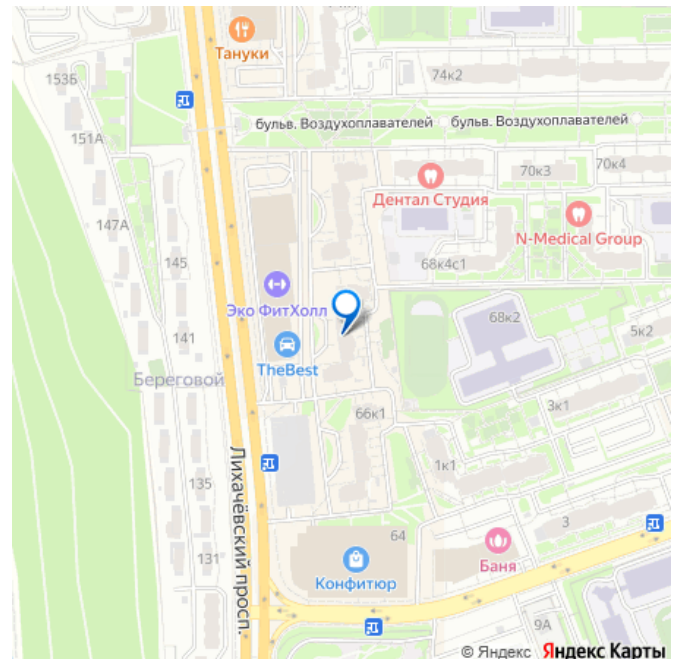 Тануки
74к2
153Б
бульв. Воздухоплавателей
бульв. Воздухоплавателей
151А
70к3
70к4
Дентал Студия
147А
N-Medical Group
145
68к4с1
Эко ФитХолл
68к2
141
5к2
TheBest
Береговой
3к1
66к1
Лихачёвский просп.
1к1
135
3
64
131
Баня
Конфитюр
9А
© Яндекс Яндекс Карты